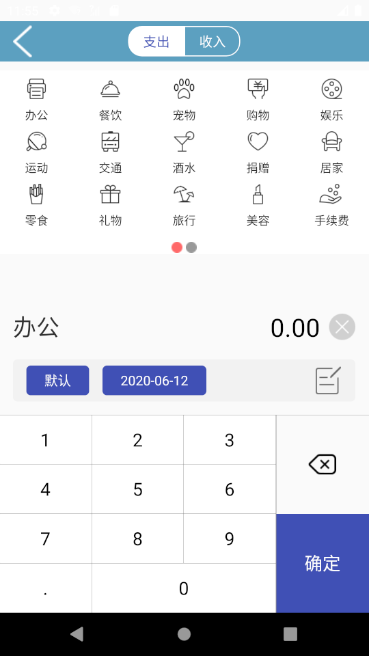 支出 收入
办公 餐饮 宠物 购物 娱乐
运动 交通 酒水 捐赠 居家
零食 礼物 旅行 美容 手续费
办公 0.00
默认 2020-06-12
1 2 3
4 5 6
7 8 9
确定
. 0